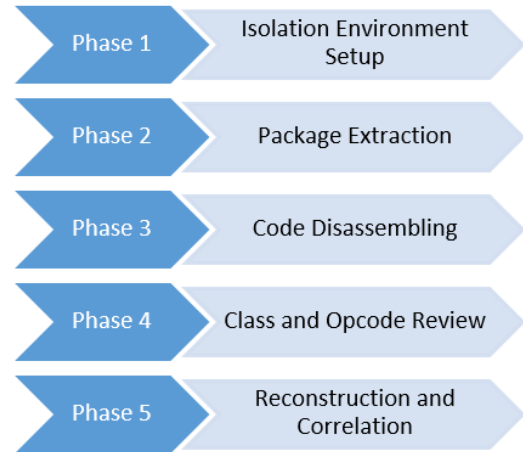 Phase 1
Isolation Environment
Setup
Phase 2
Package Extraction
Phase 3
Code Disassembling
Phase 4
Class and Opcode Review
Phase 5
Reconstruction and
Correlation